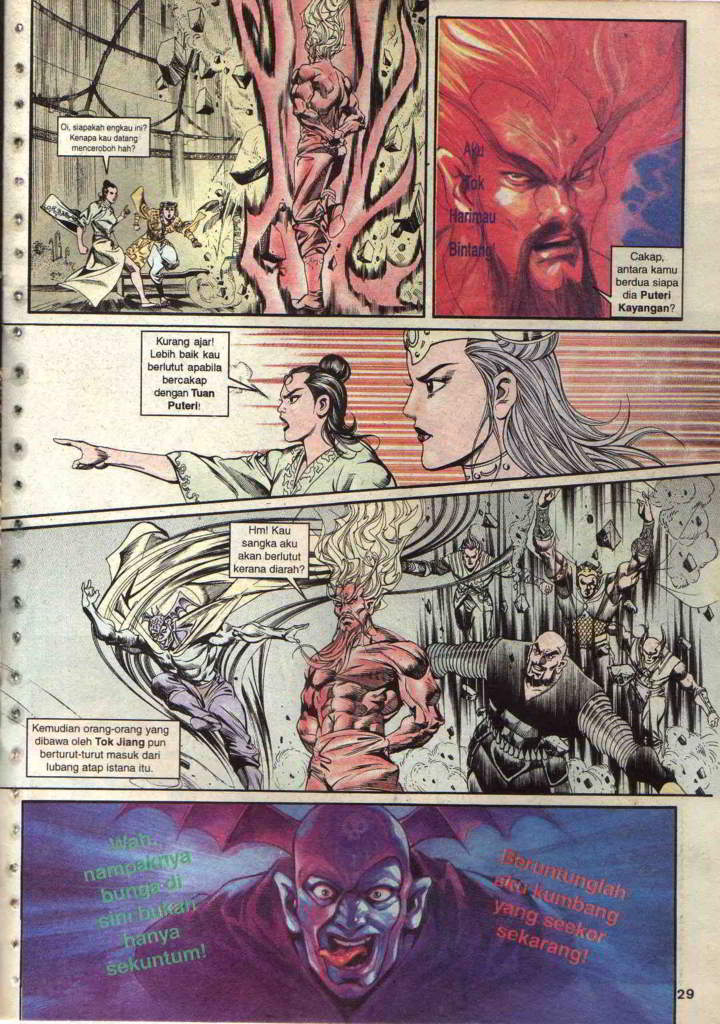 Oi, siapakah engkau ini?
Kenapa kau datang
menceroboh hah?
Aku
Tok
Harimau
Bintang!
Cakap,
antara kamu
berdua siapa
dia Puteri
Kayangan?
Kurang ajar!
Lebih baik kau
berlutut apabila
bercakap
dengan Tuan
Puteri!
Hm! Kau
sangka aku
akan berlutut
kerana diarah?
Kemudian orang-orang yang
dibawa oleh Tok Jiang pun
berturut-turut masuk dari
lubang atap istana itu.
Wah,
nampaknya
bunga di
sini bukan
hanya
sekuntum!
Beruntunglah
aku kumbang
yang seekor
sekarang!
29